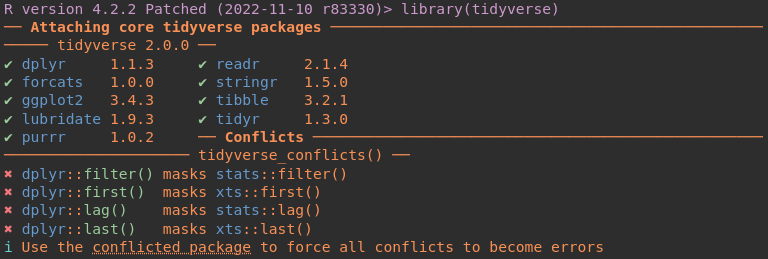 R version 4.2.2 Patched (2022-11-10 r83330)> library(tidyverse)
── Attaching core tidyverse packages ──────────────────────────────────────────────────
───── tidyverse 2.0.0 ──
✔ dplyr     1.1.3     ✔ readr     2.1.4
✔ forcats   1.0.0     ✔ stringr   1.5.0
✔ ggplot2   3.4.3     ✔ tibble    3.2.1
✔ lubridate 1.9.3     ✔ tidyr     1.3.0
✔ purrr     1.0.2     ── Conflicts ──────────────────────────────────────────────────
───────────────────── tidyverse_conflicts() ──
✖ dplyr::filter() masks stats::filter()
✖ dplyr::first()  masks xts::first()
✖ dplyr::lag()    masks stats::lag()
✖ dplyr::last()   masks xts::last()
i Use the conflicted package to force all conflicts to become errors